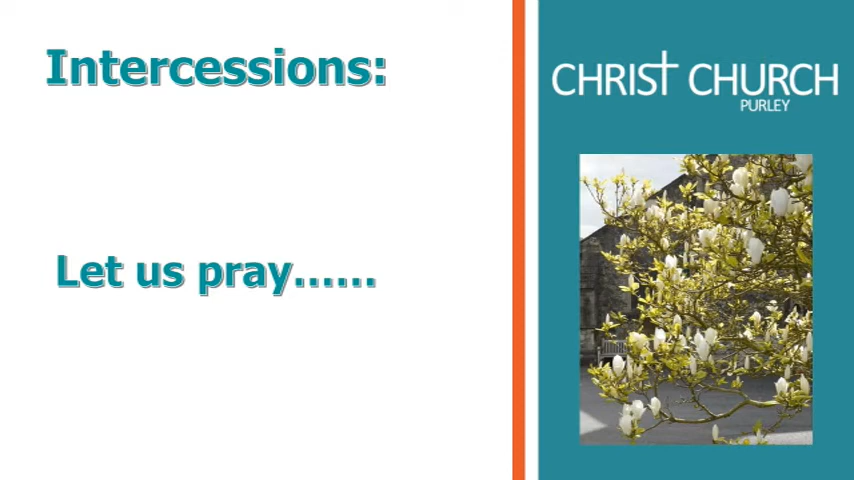 Intercessions:
Let us pray......
CHRIST CHURCH
PURLEY